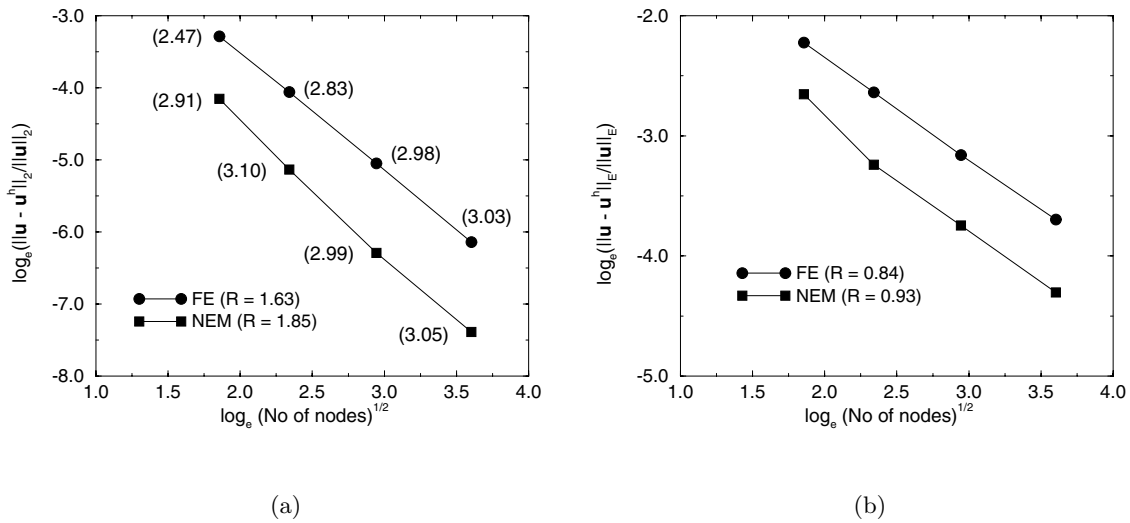 -3.0
-4.0
-5.0
-6.0
-7.0
-8.0
1.0 1.5 2.0 2.5 3.0 3.5 4.0
log_e (No of nodes)^1/2
log_e(||u - u^h||_2/||u||_2)
(2.47)
(2.83)
(2.91)
(2.98)
(3.10)
(3.03)
(2.99)
(3.05)
FE (R = 1.63)
NEM (R = 1.85)
(a)
-2.0
-3.0
-4.0
-5.0
1.0 1.5 2.0 2.5 3.0 3.5 4.0
log_e (No of nodes)^1/2
log_e(||u - u^h||_E/||u||_E)
FE (R = 0.84)
NEM (R = 0.93)
(b)